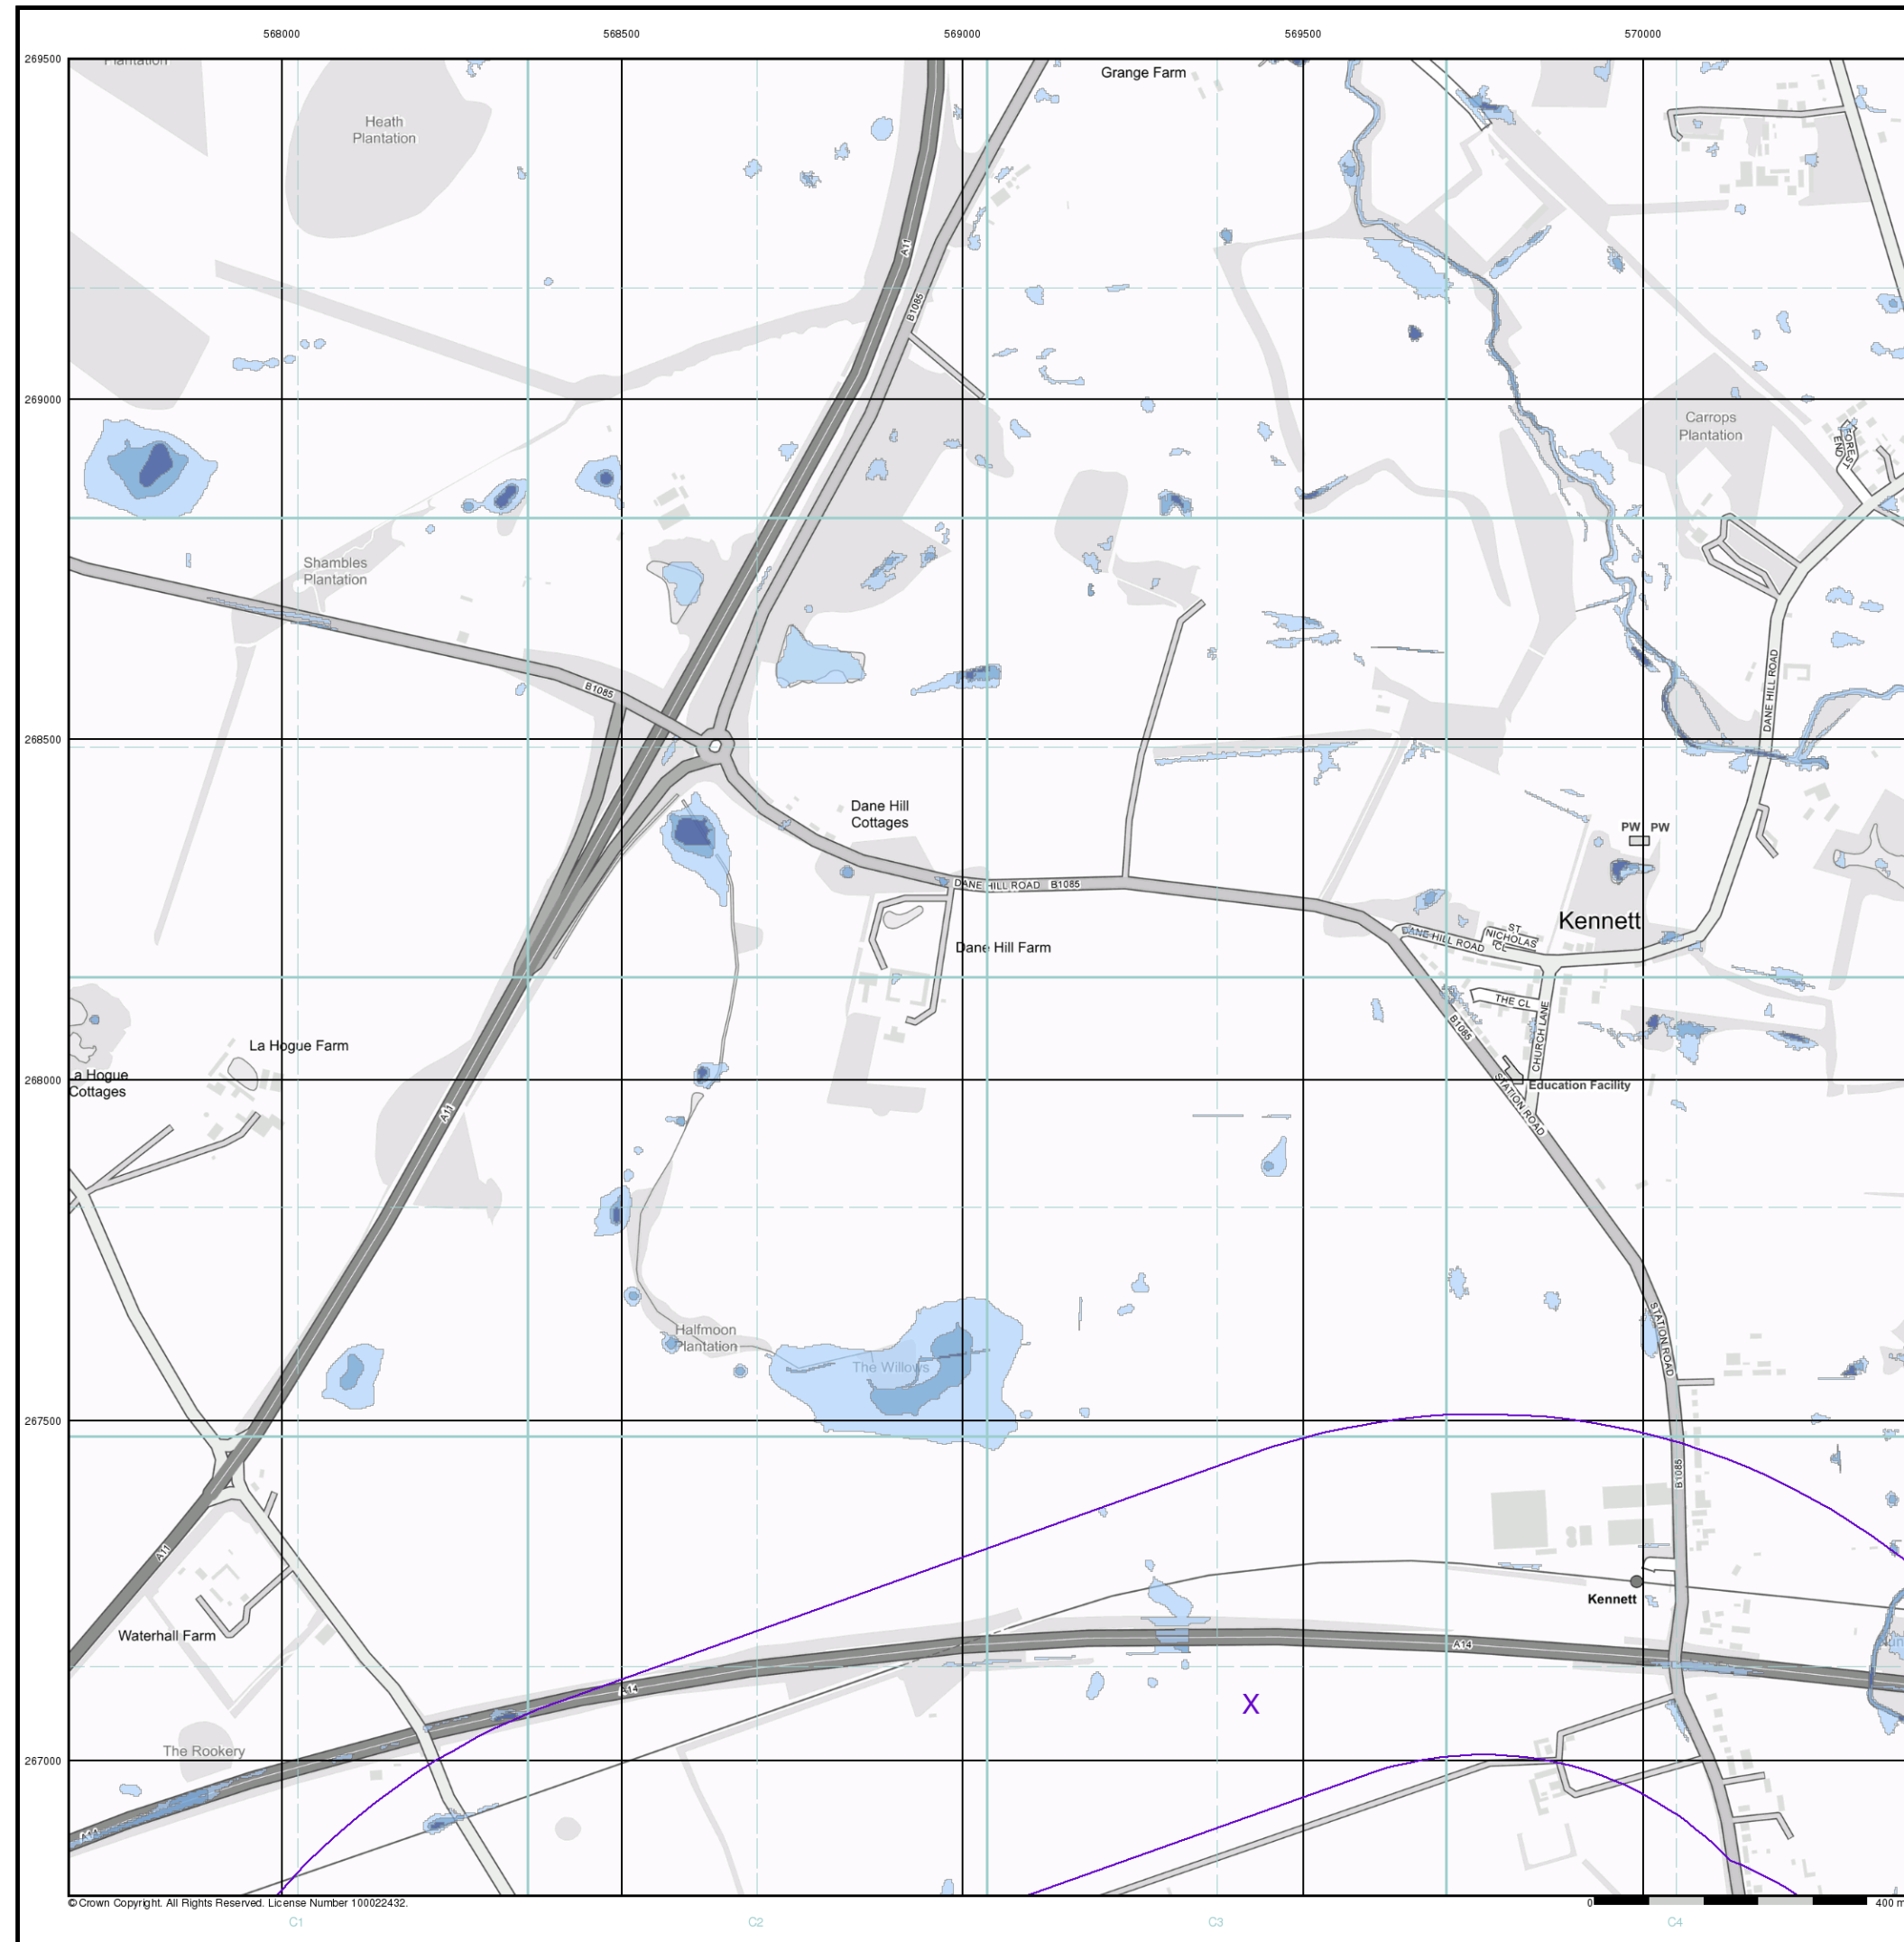 568000 568500 569000 569500 570000
269500
Plantation
Grange Farm
Heath
Plantation
A11
B1085
269000
Carrops
Plantation
FOREST
END
Shambles
Plantation
B1085
DANE HILL ROAD
268500
Dane Hill
Cottages
PW PW
DANE HILL ROAD B1085
Kennett
ST
NICHOLAS
CL
DANE HILL ROAD
Dane Hill Farm
THE CL
B1085
CHURCH LANE
La Hogue Farm
a Hogue
Cottages
268000
Education Facility
STATION ROAD
A11
Halfmoon
Plantation
The Willows
STATION ROAD
267500
B1085
A11
Kennett
Waterhall Farm
A14
A14
X
The Rookery
267000
A14
© Crown Copyright. All Rights Reserved. License Number 100022432.
0 400 m
C1 C2 C3 C4